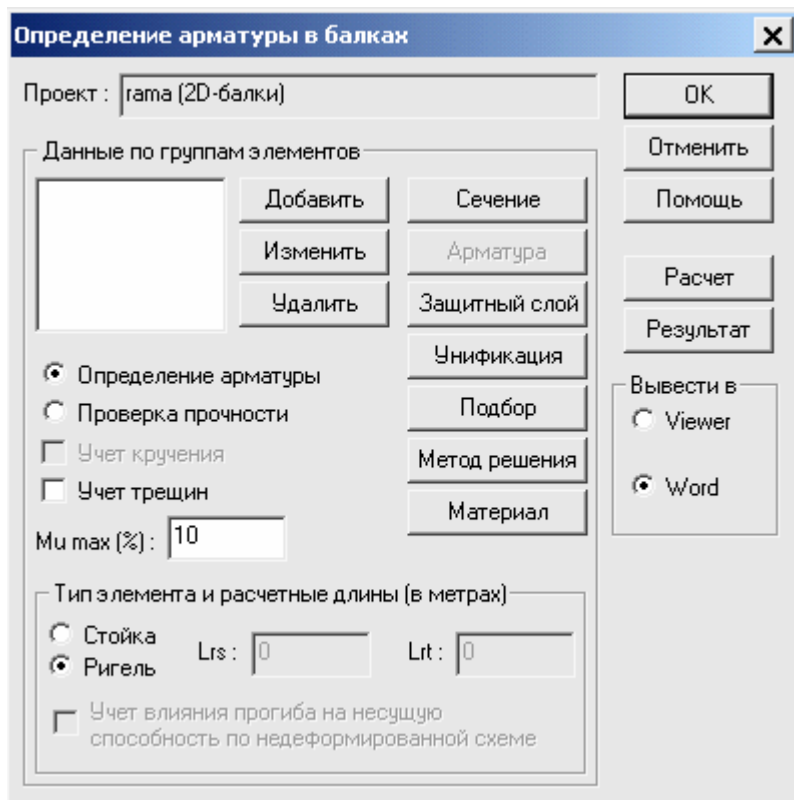 Определение арматуры в балках
Проект : rama (2D-балки)
OK
Отменить
Помощь
Расчет
Результат
Данные по группам элементов
Добавить
Изменить
Удалить
Сечение
Арматура
Защитный слой
Унификация
Подбор
Метод решения
Материал
Определение арматуры
Проверка прочности
Учет кручения
Учет трещин
Mu max (%) : 10
Вывести в
Viewer
Word
Тип элемента и расчетные длины (в метрах)
Стойка
Ригель
Lrs : 0 Lrt : 0
Учет влияния прогиба на несущую
способность по недеформированной схеме